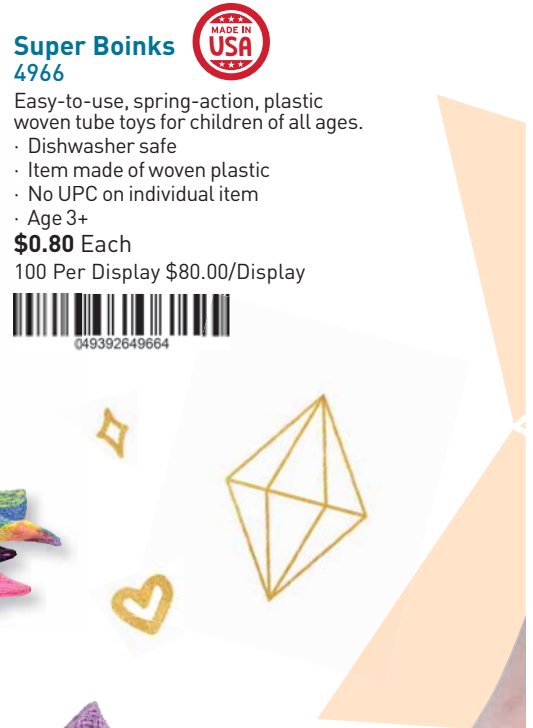 Super Boinks
MADE IN
USA
4966
Easy-to-use, spring-action, plastic
woven tube toys for children of all ages.
· Dishwasher safe
· Item made of woven plastic
· No UPC on individual item
· Age 3+
$0.80 Each
100 Per Display $80.00/Display
049392649664